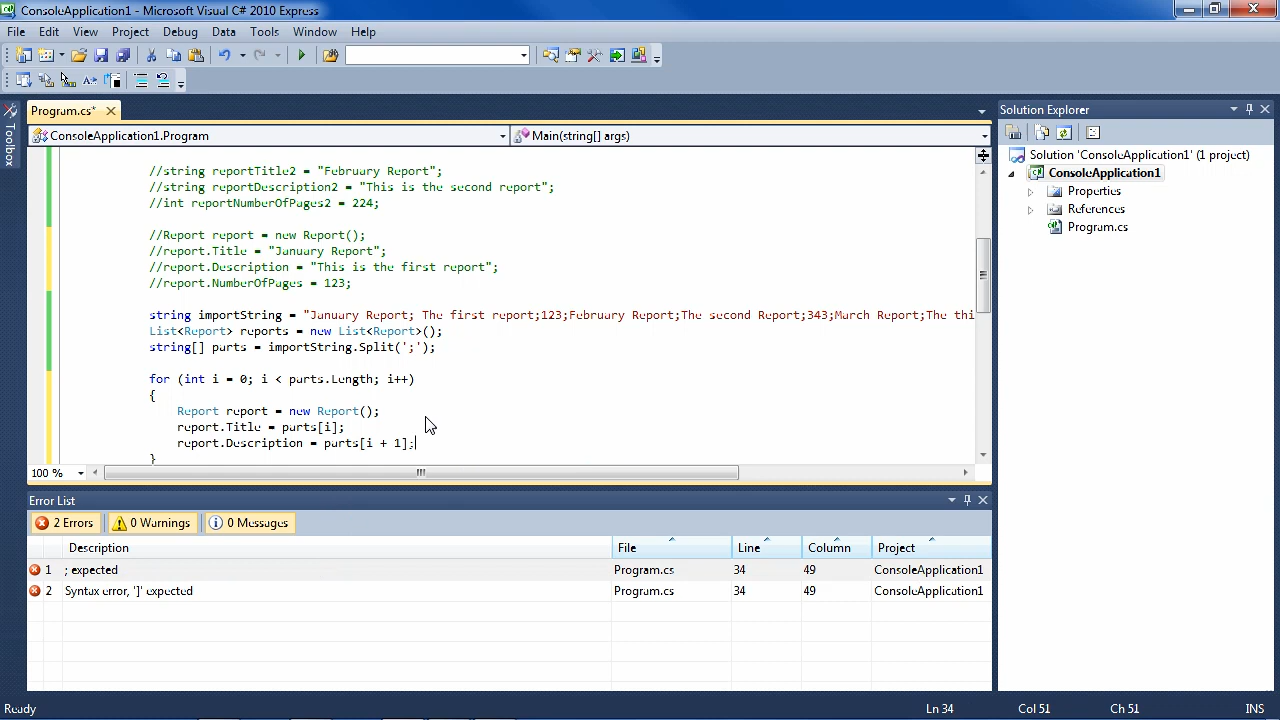 ConsoleApplication1 - Microsoft Visual C# 2010 Express
File Edit View Project Debug Data Tools Window Help
Program.cs*
Solution Explorer
ConsoleApplication1.Program
Main(string[] args)
Toolbox
Solution 'ConsoleApplication1' (1 project)
ConsoleApplication1
Properties
References
Program.cs
//string reportTitle2 = "February Report";
//string reportDescription2 = "This is the second report";
//int reportNumberOfPages2 = 224;
//Report report = new Report();
//report.Title = "January Report";
//report.Description = "This is the first report";
//report.NumberOfPages = 123;
string importString = "January Report; The first report;123;February Report;The second Report;343;March Report;The thi
List<Report> reports = new List<Report>();
string[] parts = importString.Split(';');
for (int i = 0; i < parts.Length; i++)
{
Report report = new Report();
report.Title = parts[i];
report.Description = parts[i + 1];
}
100 %
Error List
2 Errors 0 Warnings 0 Messages
Description File Line Column Project
1 ; expected Program.cs 34 49 ConsoleApplication1
2 Syntax error, ']' expected Program.cs 34 49 ConsoleApplication1
Ready Ln 34 Col 51 Ch 51 INS